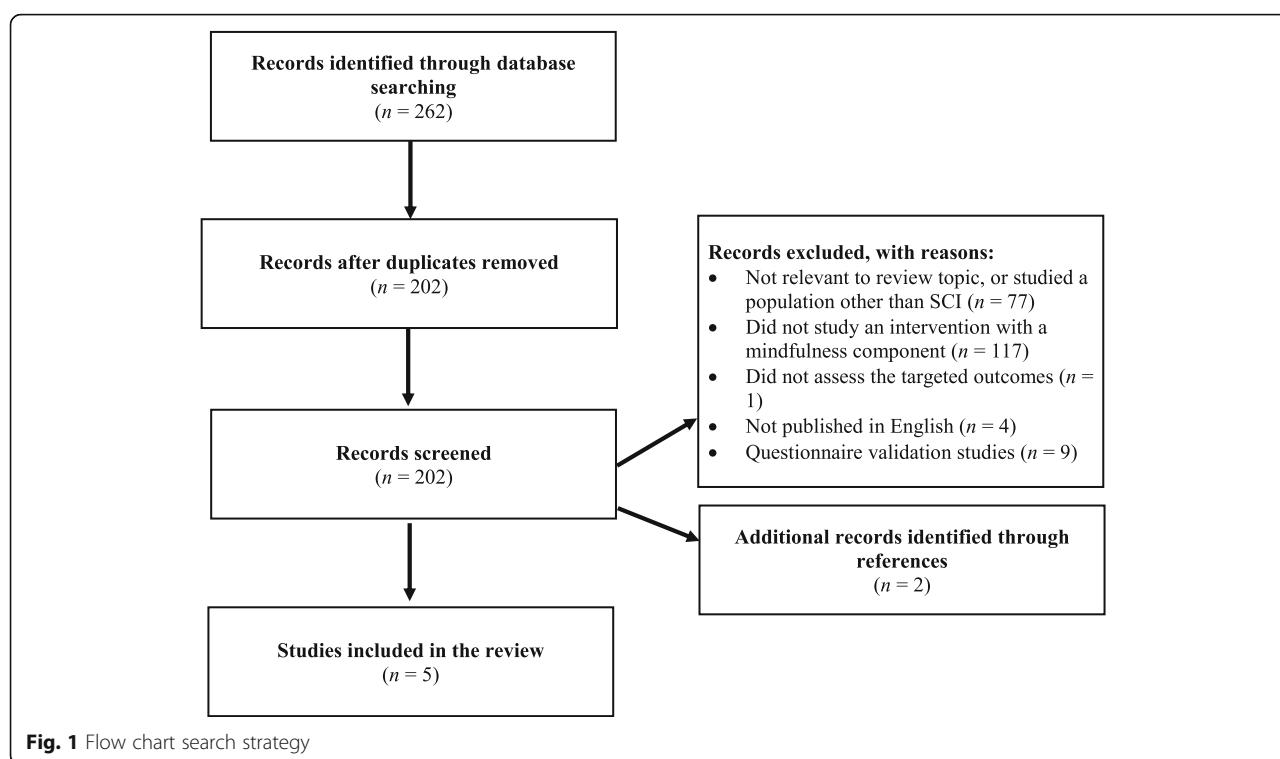 Records identified through database
searching
(n = 262)
Records after duplicates removed
(n = 202)
Records screened
(n = 202)
Records excluded, with reasons:
• Not relevant to review topic, or studied a
population other than SCI (n = 77)
• Did not study an intervention with a
mindfulness component (n = 117)
• Did not assess the targeted outcomes (n =
1)
• Not published in English (n = 4)
• Questionnaire validation studies (n = 9)
Additional records identified through
references
(n = 2)
Studies included in the review
(n = 5)
Fig. 1 Flow chart search strategy